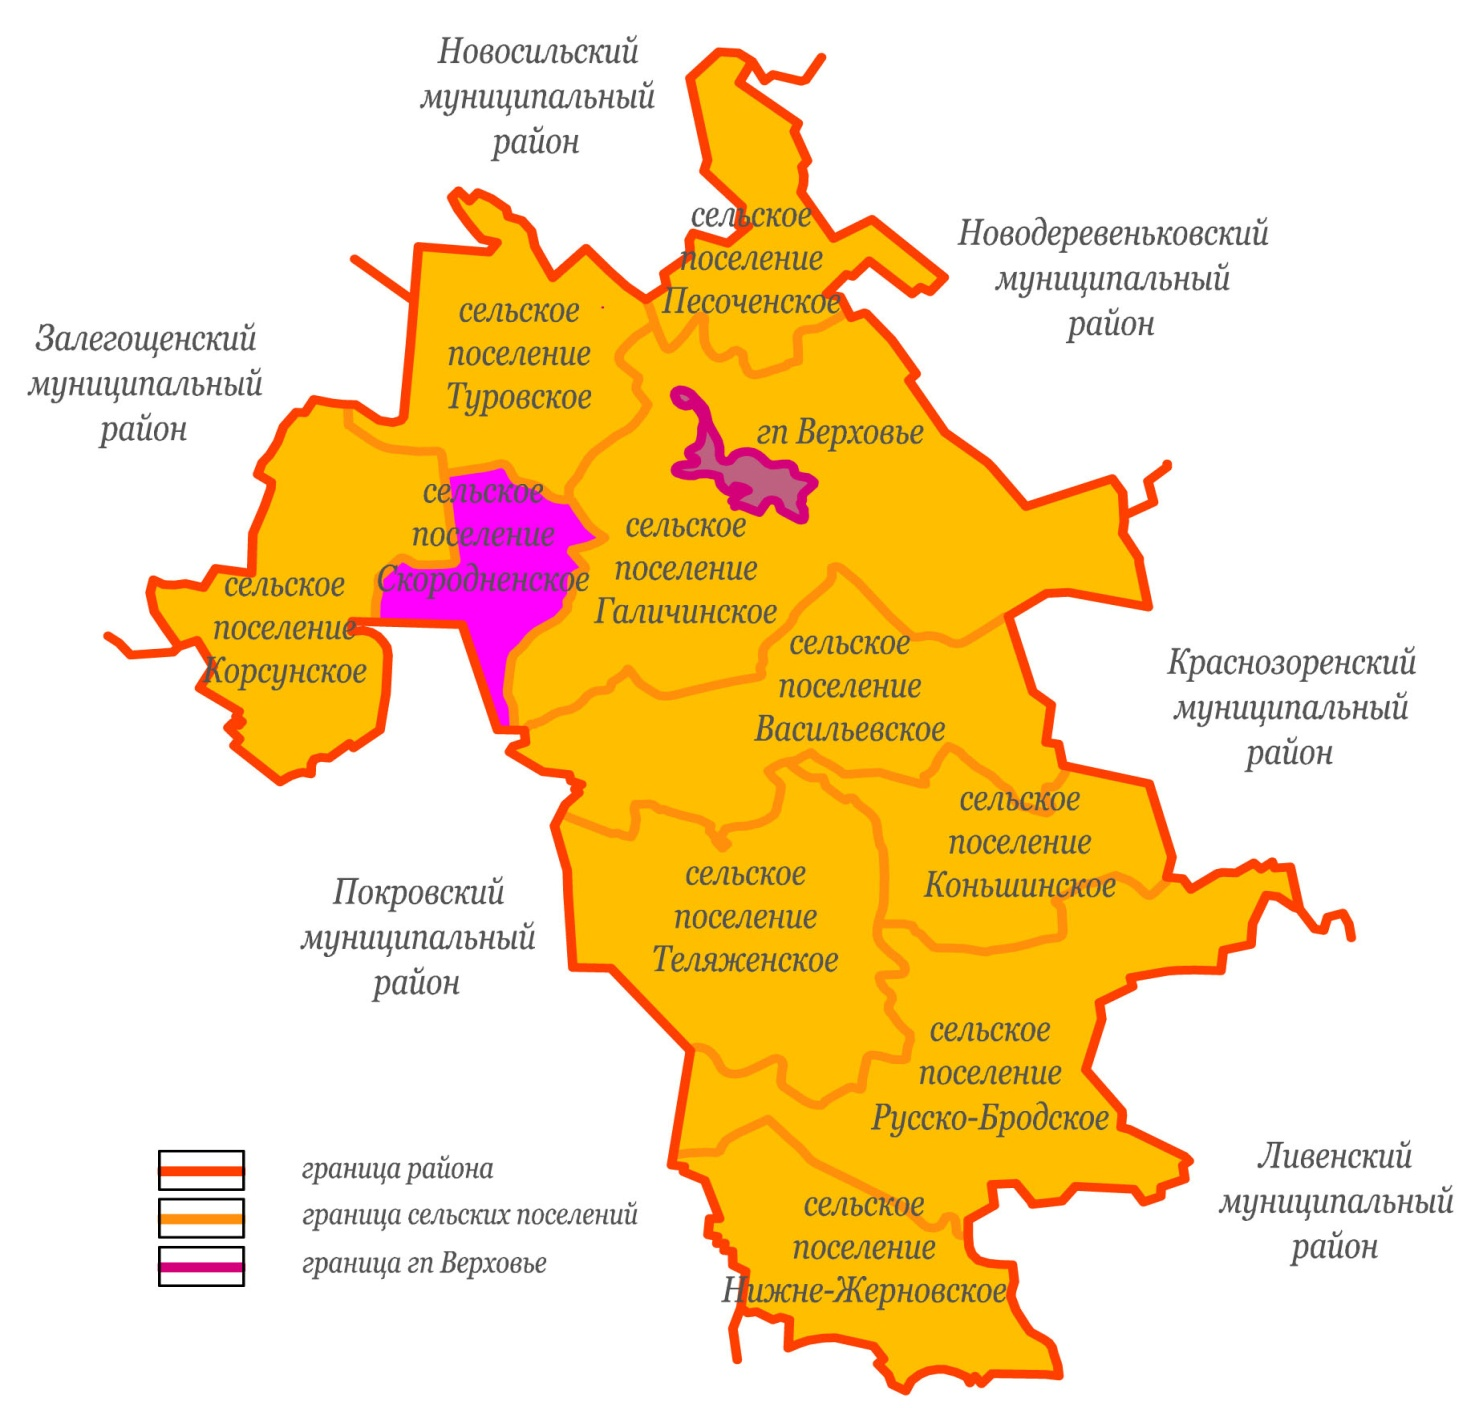 Новосильский
муниципальный
район
сельское
поселение
Песоченское
Новодеревеньковский
муниципальный
район
Залегощенский
муниципальный
район
сельское
поселение
Туровское
гп Верховье
сельское
поселение
Скородненское
сельское
поселение
Галичинское
сельское
поселение
Корсунское
сельское
поселение
Васильевское
Краснозоренский
муниципальный
район
сельское
поселение
Коньшинское
Покровский
муниципальный
район
сельское
поселение
Теляженское
сельское
поселение
Русско-Бродское
Ливенский
муниципальный
район
сельское
поселение
Нижне-Жерновское
граница района
граница сельских поселений
граница гп Верховье